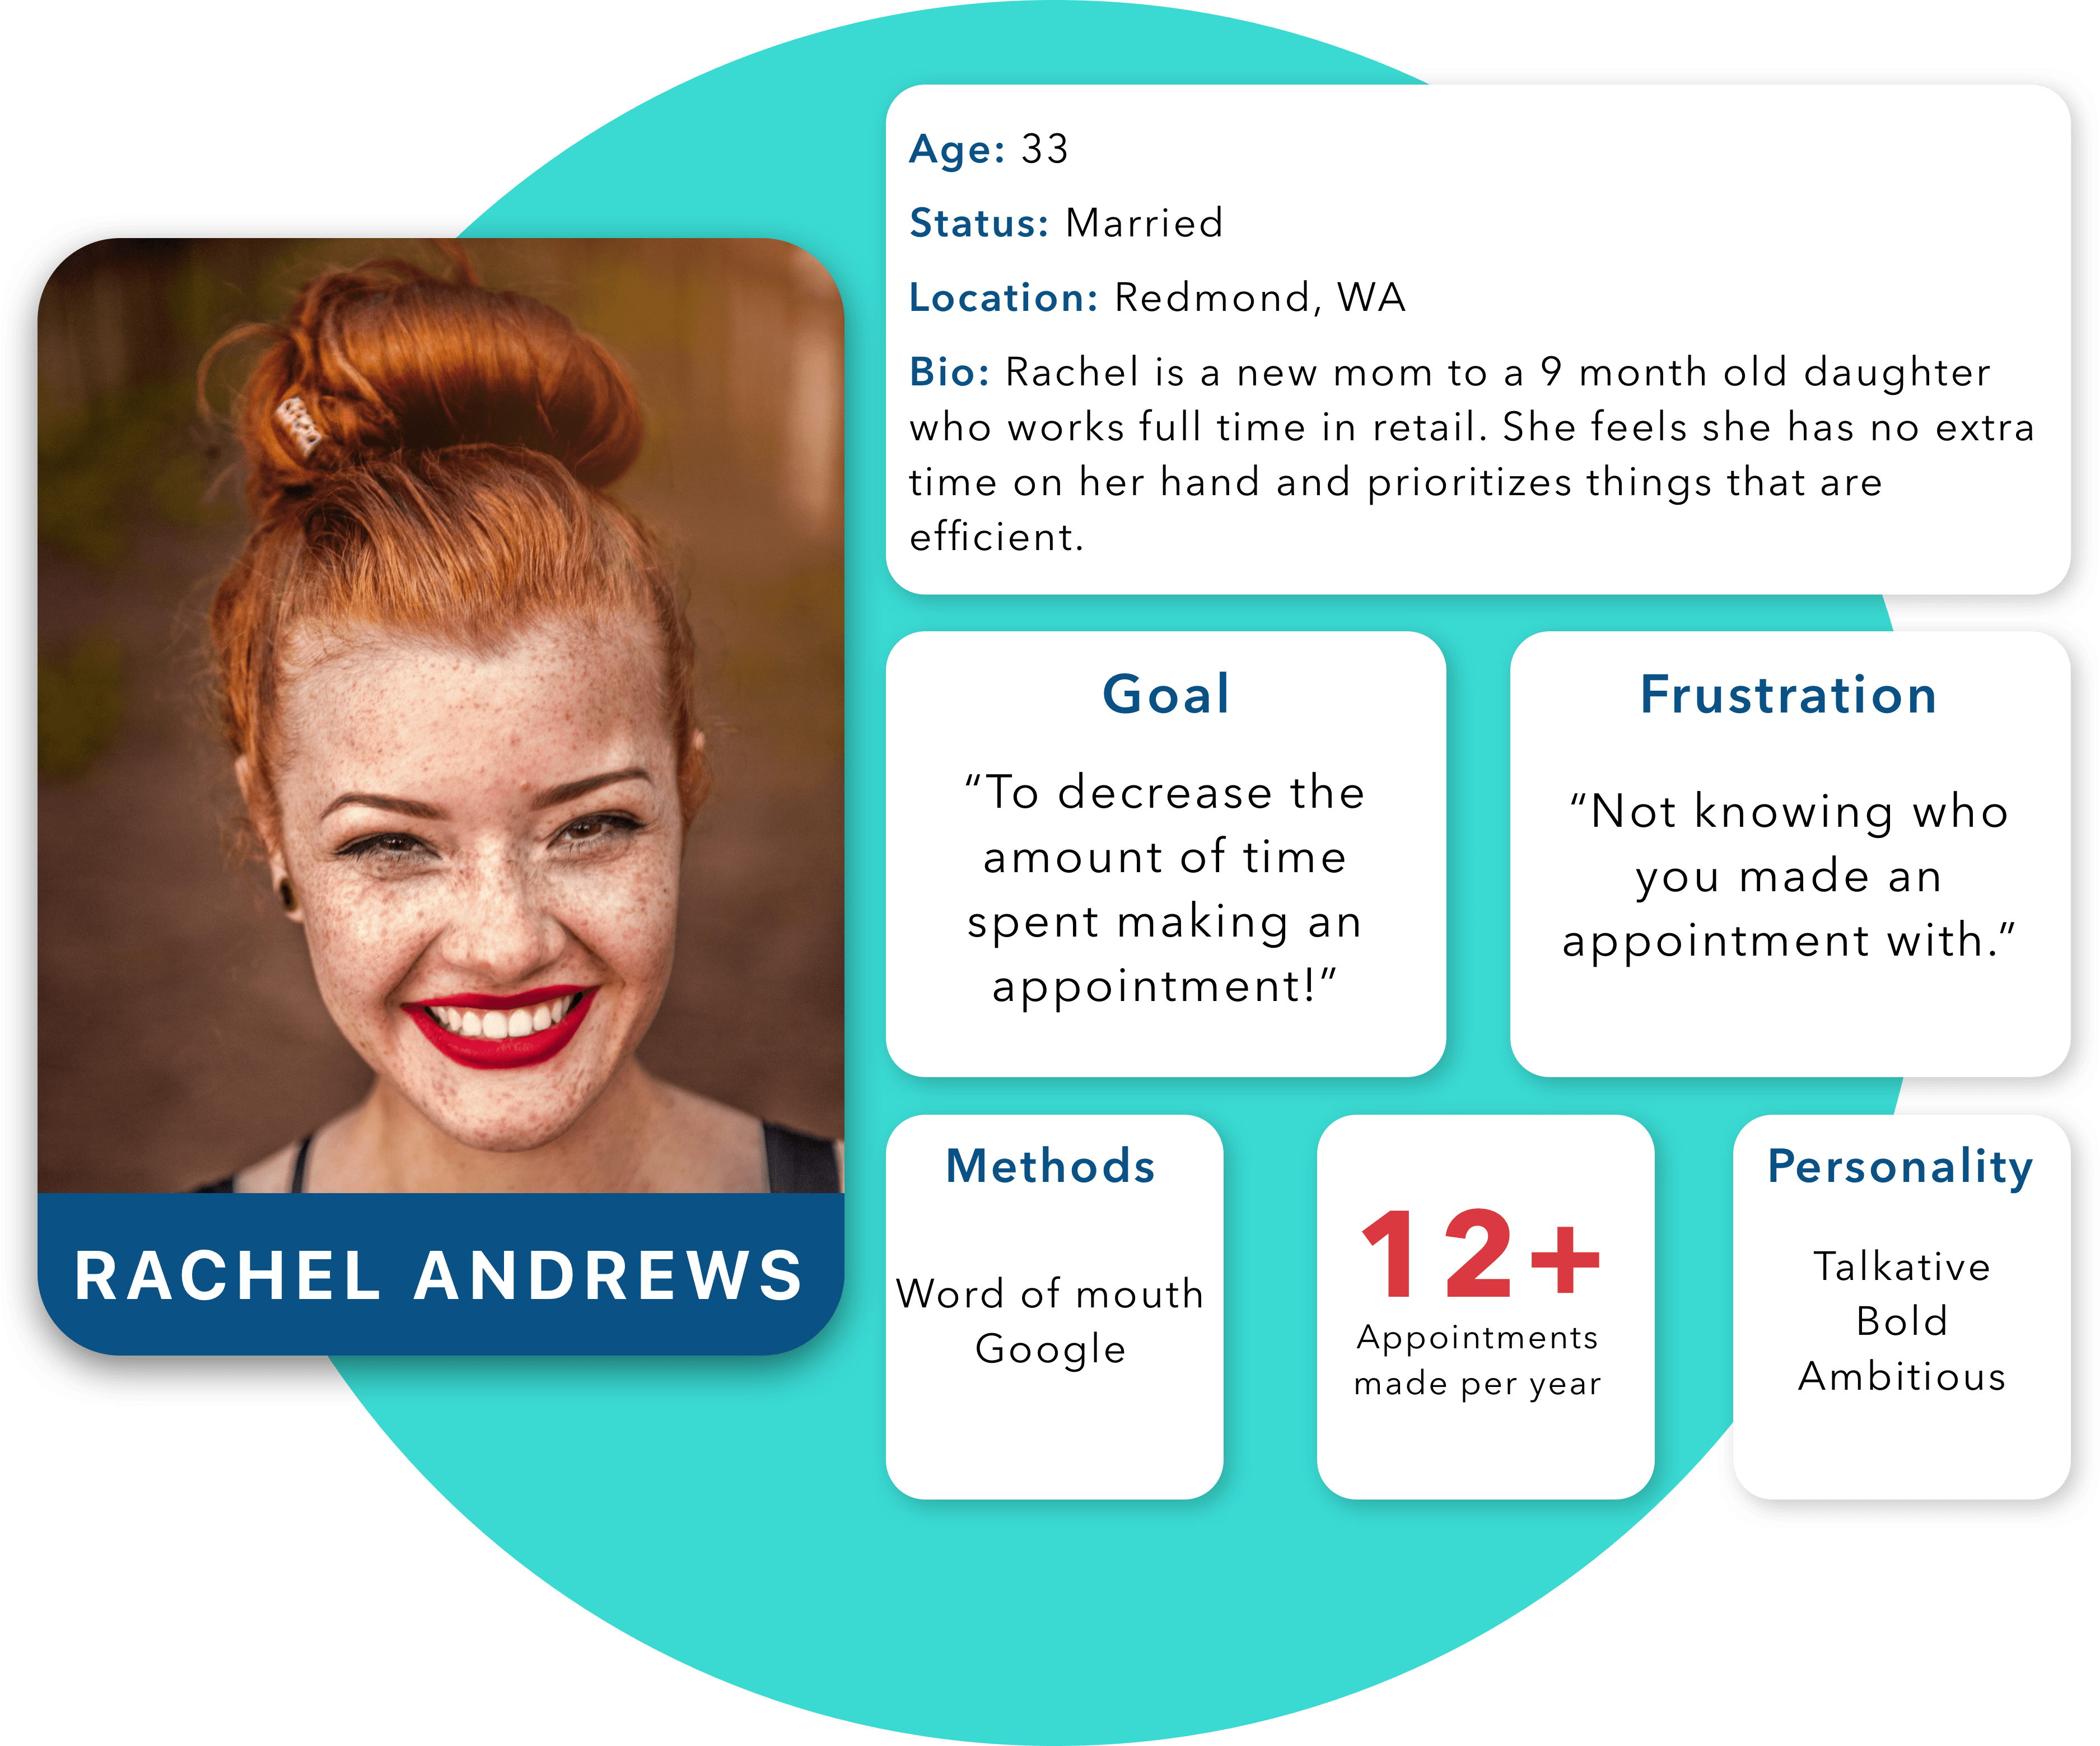 Age: 33
Status: Married
Location: Redmond, WA
Bio: Rachel is a new mom to a 9 month old daughter
who works full time in retail. She feels she has no extra
time on her hand and prioritizes things that are
efficient.
Goal
“To decrease the
amount of time
spent making an
appointment!”
Frustration
“Not knowing who
you made an
appointment with.”
RACHEL ANDREWS
Methods
Word of mouth
Google
12+
Appointments
made per year
Personality
Talkative
Bold
Ambitious